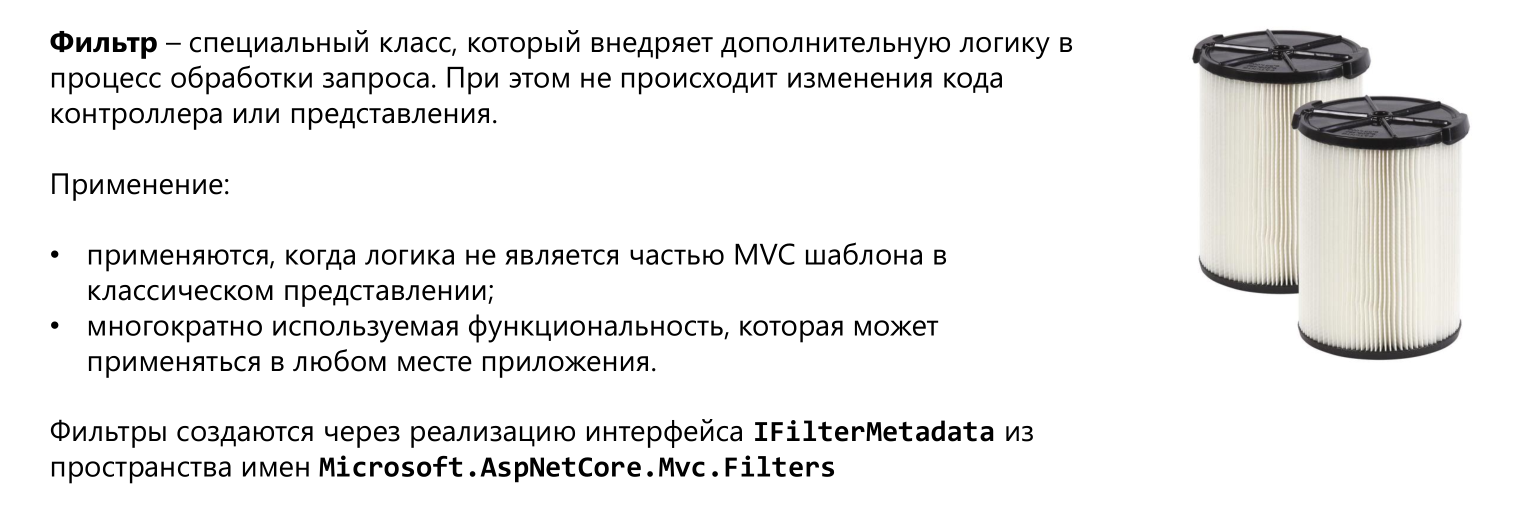 Фильтр – специальный класс, который внедряет дополнительную логику в
процесс обработки запроса. При этом не происходит изменения кода
контроллера или представления.
Применение:
• применяются, когда логика не является частью MVC шаблона в
классическом представлении;
• многократно используемая функциональность, которая может
применяться в любом месте приложения.
Фильтры создаются через реализацию интерфейса IFilterMetadata из
пространства имен Microsoft.AspNetCore.Mvc.Filters